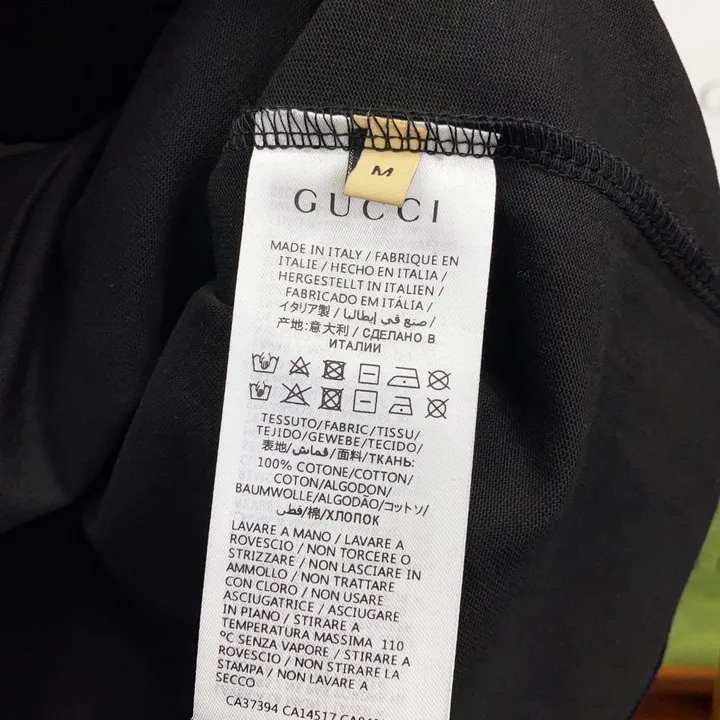 M
GUCCI
MADE IN ITALY / FABRIQUÉ EN
ITALIE / HECHO EN ITALIA /
HERGESTELLT IN ITALIEN /
FABRICADO EM ITÁLIA /
イタリア製 / صنع في إيطاليا /
产地:意大利 / СДЕЛАНО В
ИТАЛИИ
TESSUTO/FABRIC/TISSU/
TEJIDO/GEWEBE/TECIDO/
表地/قماش/面料/ТКАНЬ:
100% COTONE/COTTON/
COTON/ALGODON/
BAUMWOLLE/ALGODÃO/コットン/
قطن/棉/ХЛОПОК
LAVARE A MANO / LAVARE A
ROVESCIO / NON TORCERE O
STRIZZARE / NON LASCIARE IN
AMMOLLO / NON TRATTARE
CON CLORO / NON USARE
ASCIUGATRICE / ASCIUGARE
IN PIANO / STIRARE A
TEMPERATURA MASSIMA 110
ºC SENZA VAPORE / STIRARE A
ROVESCIO / NON STIRARE LA
STAMPA / NON LAVARE A
SECCO
CA37394 CA14517